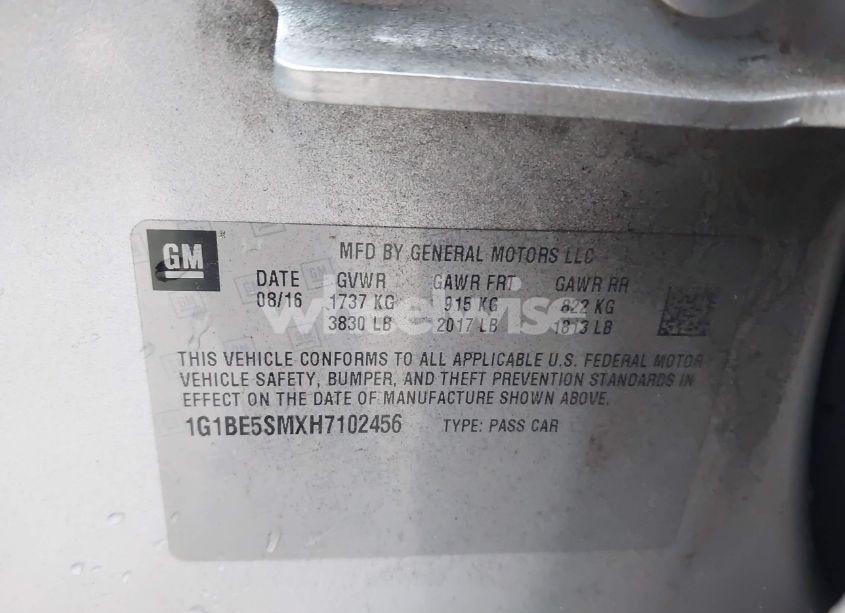 GM
MFD BY GENERAL MOTORS LLC
DATE GVWR GAWR FRT GAWR RR
08/16 1737 KG 915 KG 822 KG
3830 LB 2017 LB 1813 LB
wheelwise
THIS VEHICLE CONFORMS TO ALL APPLICABLE U.S. FEDERAL MOTOR
VEHICLE SAFETY, BUMPER, AND THEFT PREVENTION STANDARDS IN
EFFECT ON THE DATE OF MANUFACTURE SHOWN ABOVE.
1G1BE5SMXH7102456 TYPE: PASS CAR